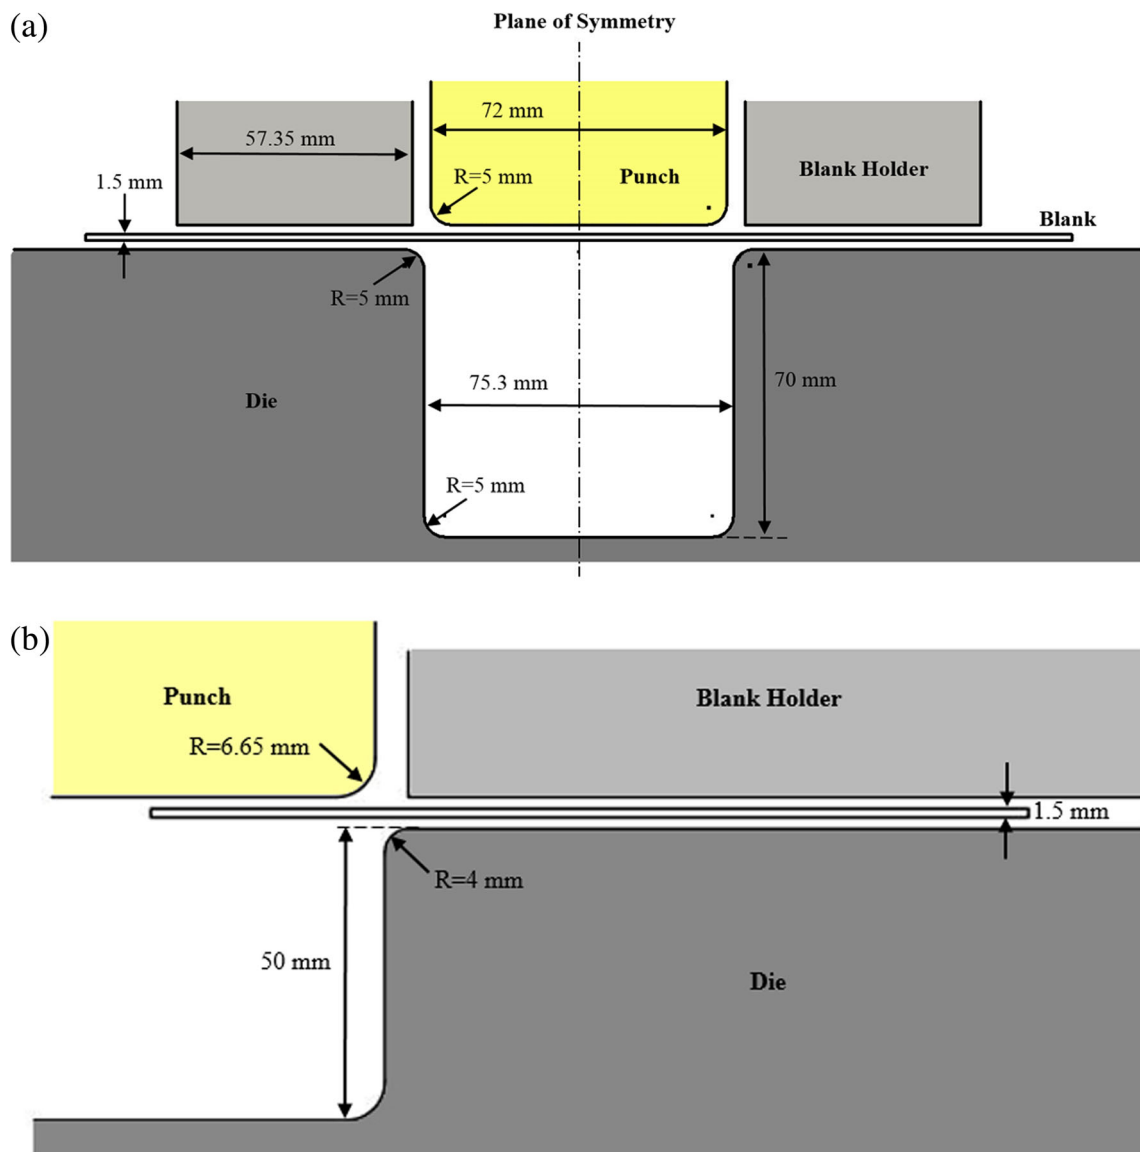 (a)
Plane of Symmetry
72 mm
57.35 mm
Blank Holder
1.5 mm
R=5 mm
Punch
Blank
R=5 mm
75.3 mm
70 mm
Die
R=5 mm
(b)
Punch
Blank Holder
R=6.65 mm
1.5 mm
R=4 mm
50 mm
Die